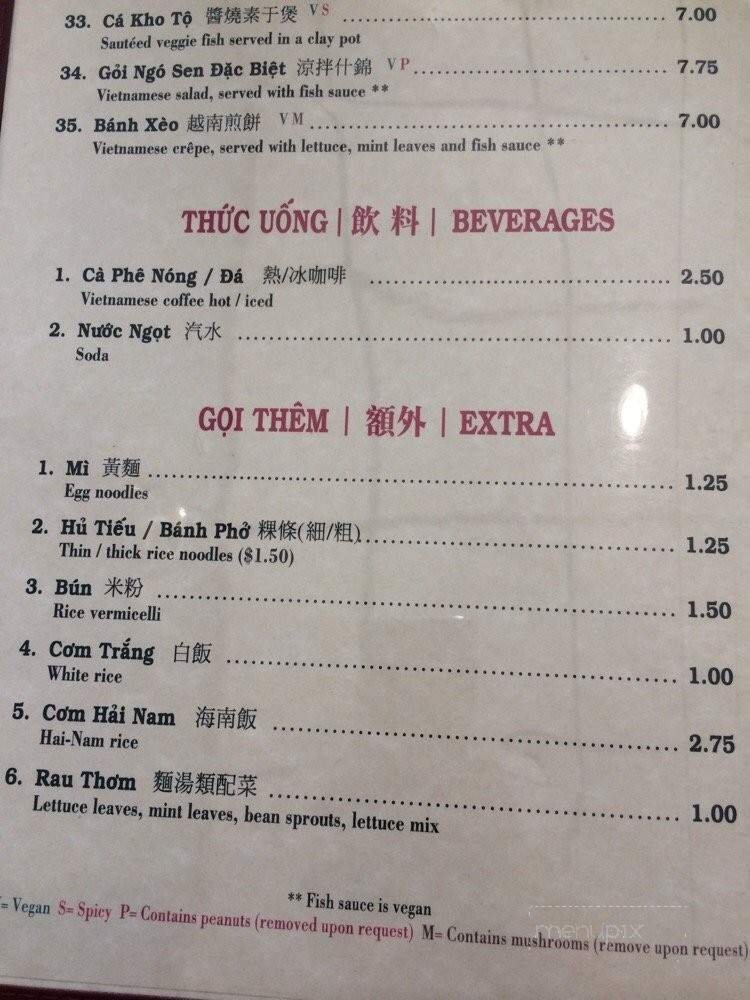 33. Cá Kho Tộ 醬燒素于煲 V S ........ 7.00
Sautéed veggie fish served in a clay pot
34. Gỏi Ngó Sen Đặc Biệt 涼拌什錦 V P ........ 7.75
Vietnamese salad, served with fish sauce **
35. Bánh Xèo 越南煎餅 V M ........ 7.00
Vietnamese crêpe, served with lettuce, mint leaves and fish sauce **
THỨC UỐNG | 飲 料 | BEVERAGES
1. Cà Phê Nóng / Đá 熱/冰咖啡 ........ 2.50
Vietnamese coffee hot / iced
2. Nước Ngọt 汽水 ........ 1.00
Soda
GỌI THÊM | 額外 | EXTRA
1. Mì 黃麵 ........ 1.25
Egg noodles
2. Hủ Tiếu / Bánh Phở 粿條(細/粗) ........ 1.25
Thin / thick rice noodles ($1.50)
3. Bún 米粉 ........ 1.50
Rice vermicelli
4. Cơm Trắng 白飯 ........ 1.00
White rice
5. Cơm Hải Nam 海南飯 ........ 2.75
Hai-Nam rice
6. Rau Thơm 麵湯類配菜 ........ 1.00
Lettuce leaves, mint leaves, bean sprouts, lettuce mix
** Fish sauce is vegan
V= Vegan S= Spicy P= Contains peanuts (removed upon request) M= Contains mushrooms (remove upon request)
menupix